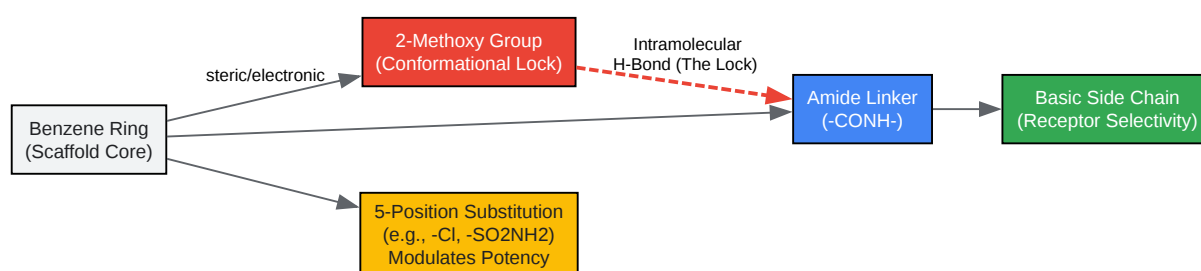 2-Methoxy Group
(Conformational Lock)
Intramolecular
H-Bond (The Lock)
steric/electronic
Amide Linker
(-CONH-)
Basic Side Chain
(Receptor Selectivity)
Benzene Ring
(Scaffold Core)
5-Position Substitution
(e.g., -Cl, -SO2NH2)
Modulates Potency